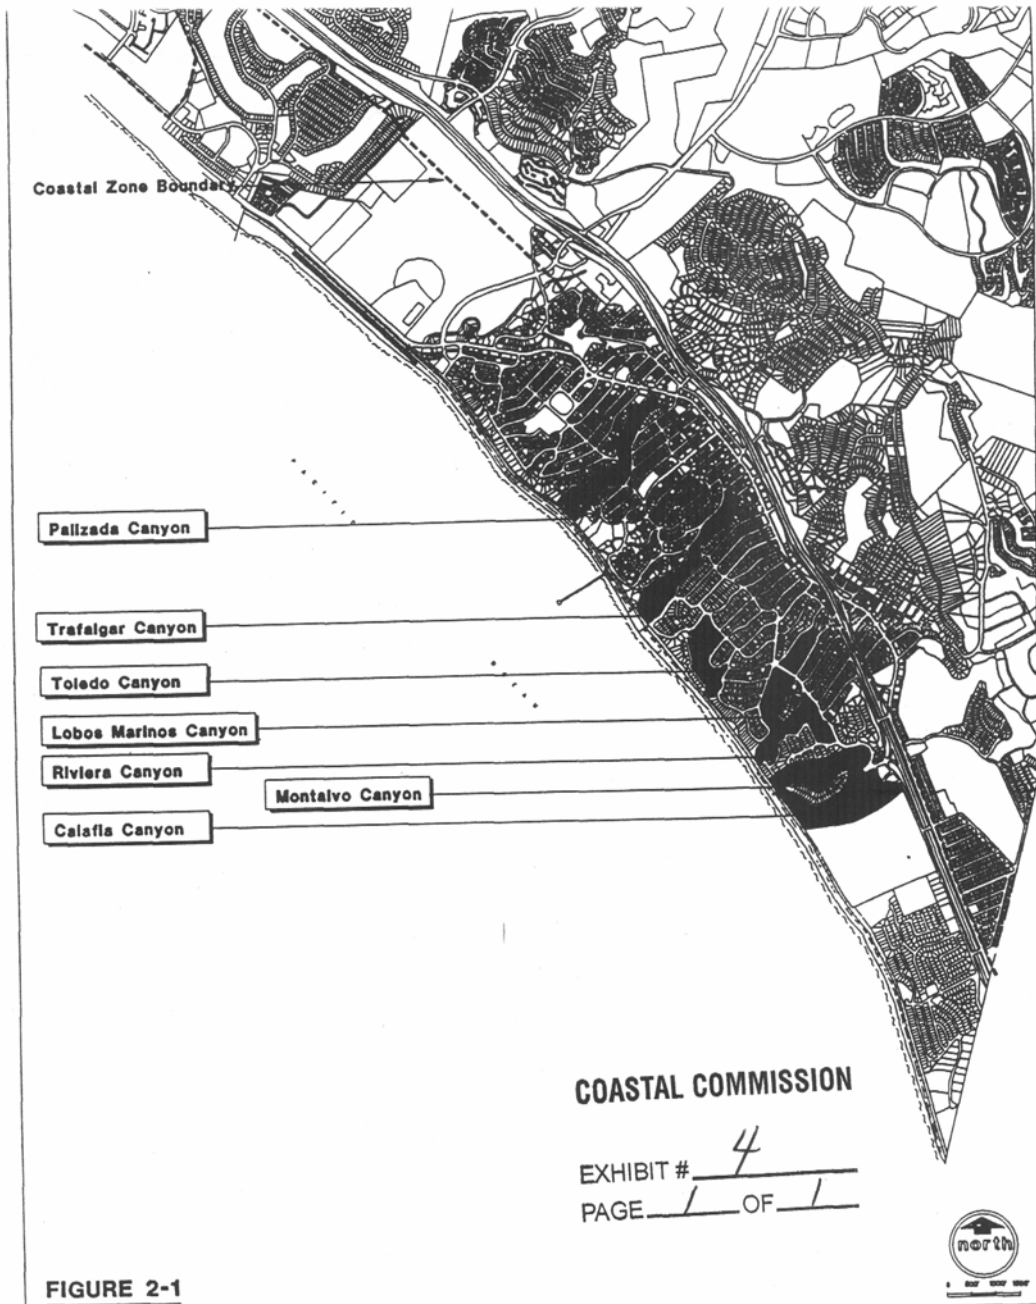 Coastal Zone Boundary
Palizada Canyon
Trafalgar Canyon
Toledo Canyon
Lobos Marinos Canyon
Riviera Canyon
Montalvo Canyon
Calafia Canyon
COASTAL COMMISSION
EXHIBIT # 4
PAGE 1 OF 1
north
FIGURE 2-1